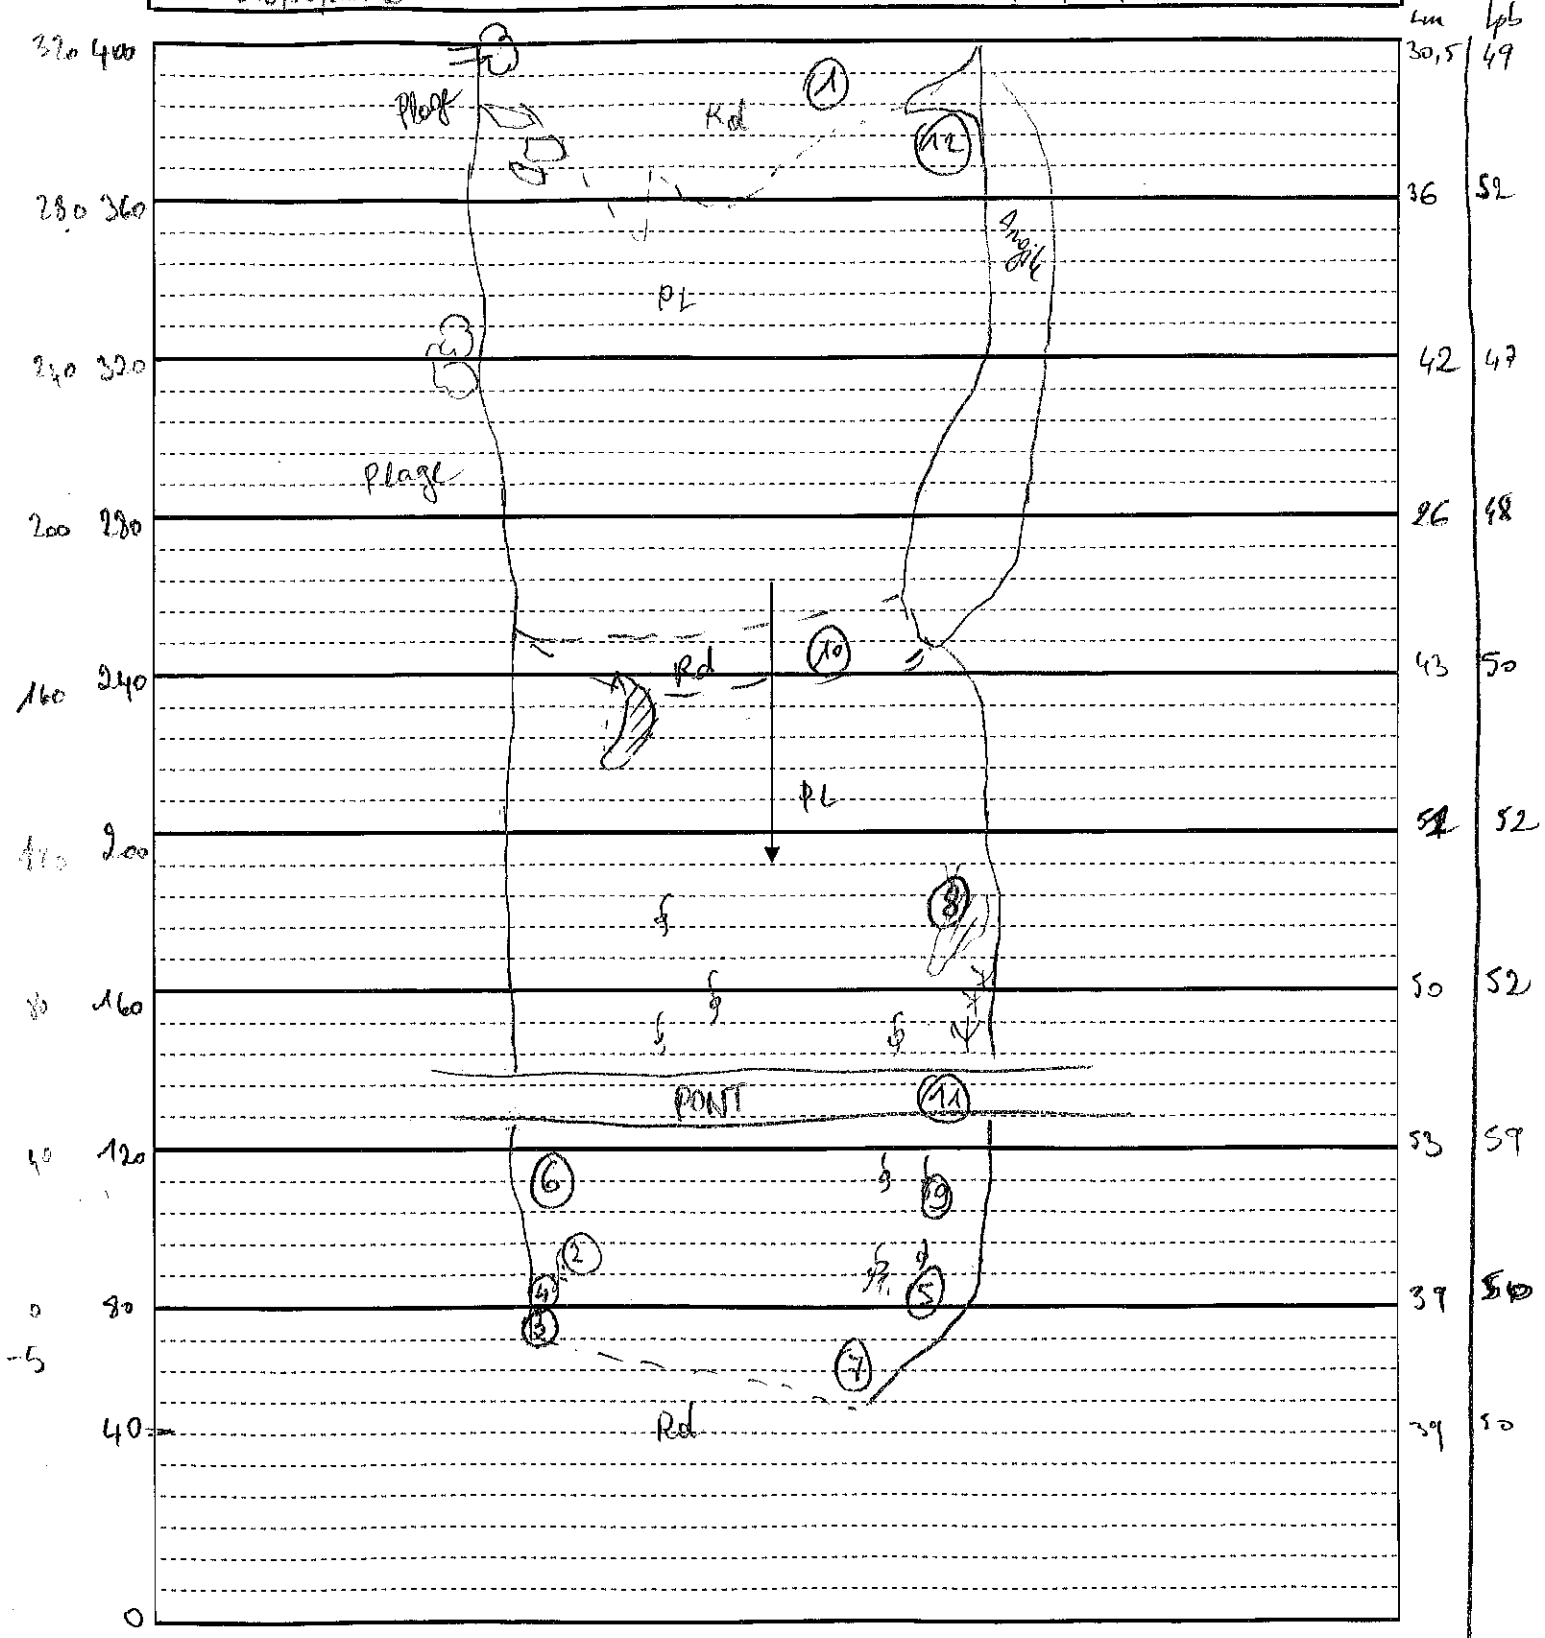 lm lpb
320 400 30,5 49
①
Plage Rd
⑫
280 360 36 52
PL
240 320 42 47
Plage
200 280 26 48
⑩
Rd
160 240 43 50
PL
200 52
⑧
80 160 50 52
PONT ⑪
40 120 53 59
⑥ ⑨
②
④ ⑤
0 80 39
③
-5 ⑦
40 Rd 39 50
0